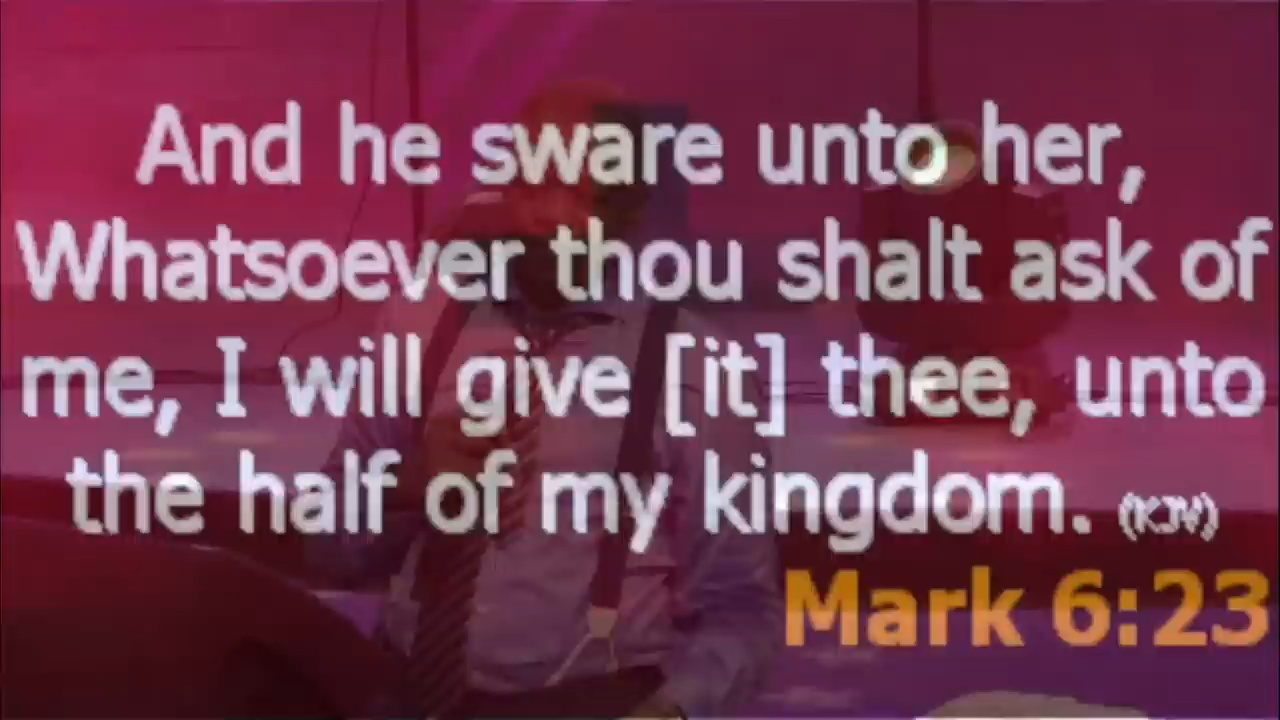 And he sware unto her,
Whatsoever thou shalt ask of
me, I will give [it] thee, unto
the half of my kingdom. (KJV)
Mark 6:23